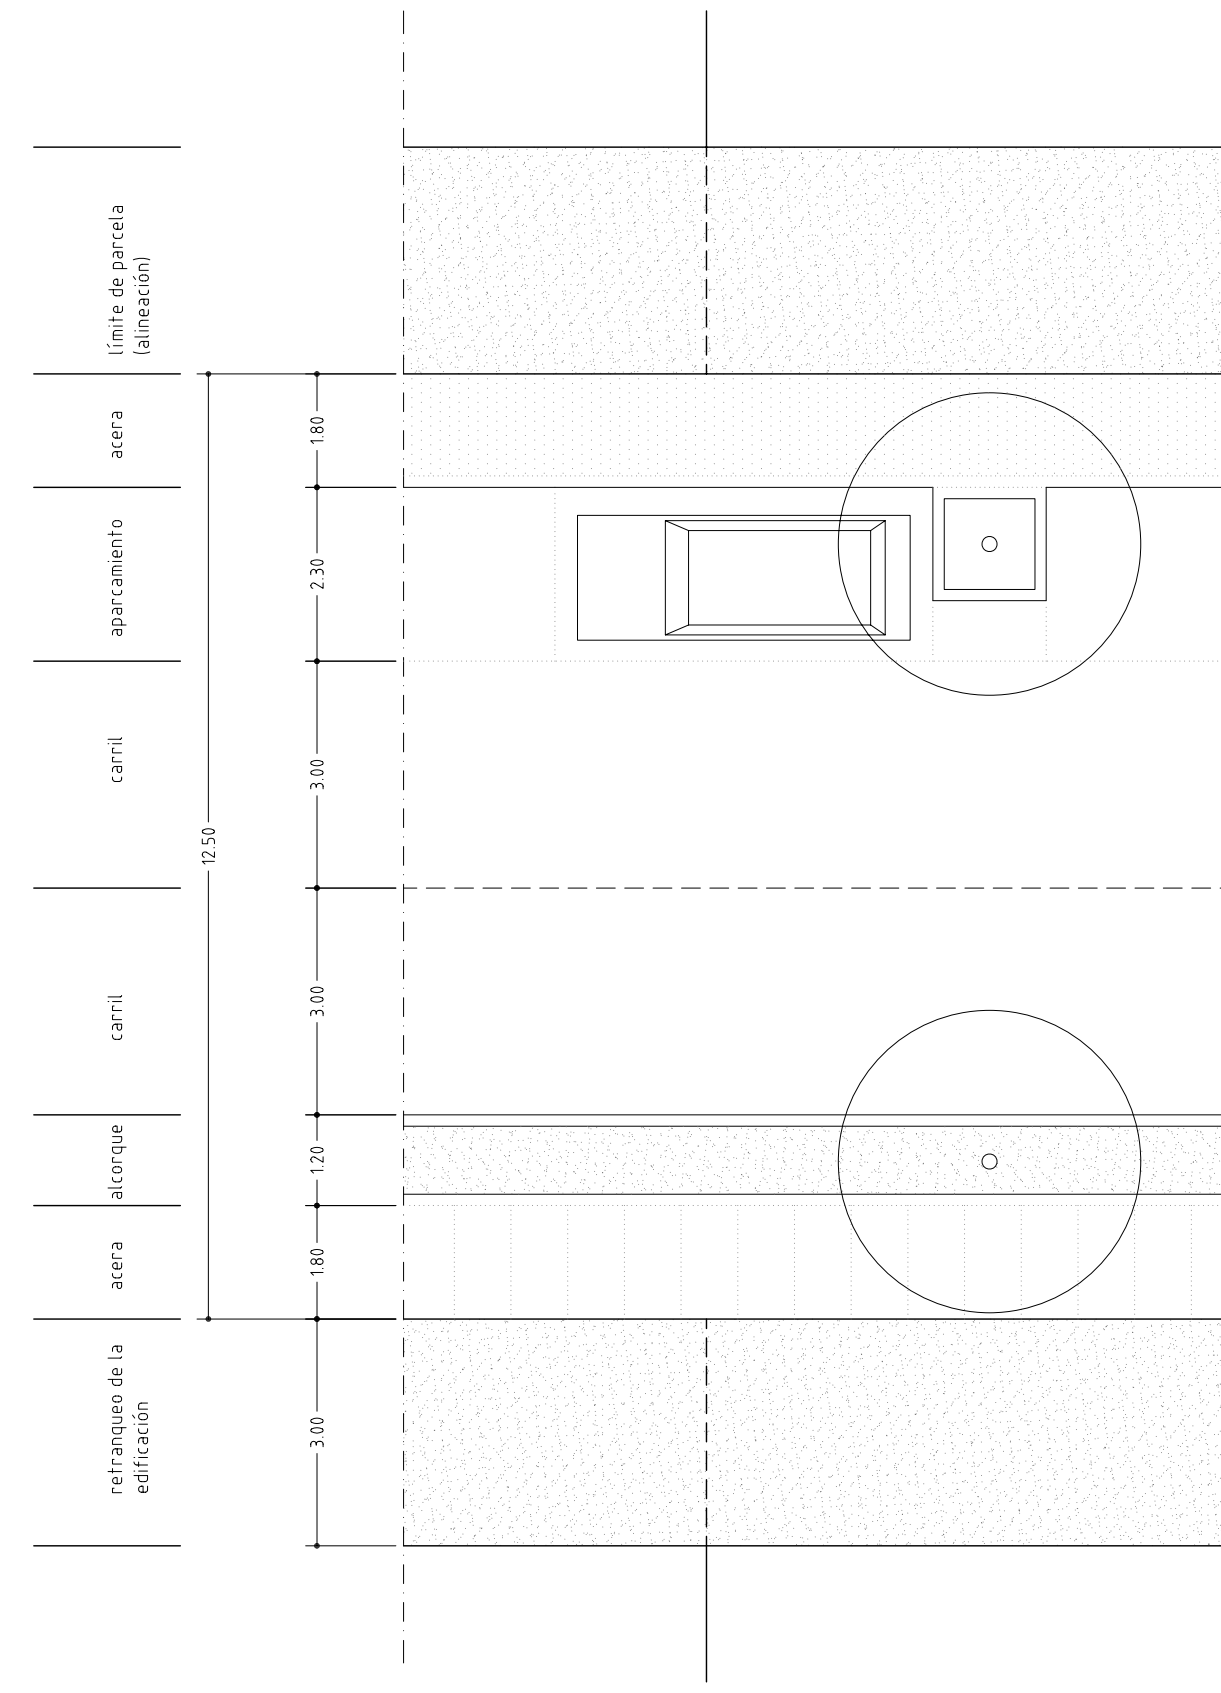 límite de parcela
(alineación)
acera
aparcamiento
carril
carril
alcorque
acera
retranqueo de la
edificación
12.50
1.80
2.30
3.00
3.00
1.20
1.80
3.00